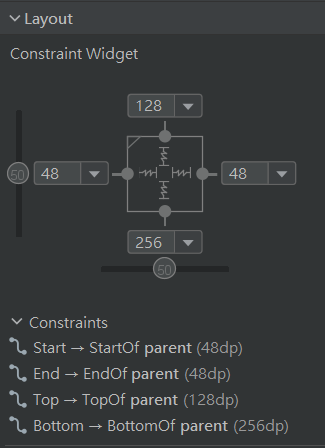 Layout
Constraint Widget
128
50 48 48
256
50
Constraints
Start → StartOf parent (48dp)
End → EndOf parent (48dp)
Top → TopOf parent (128dp)
Bottom → BottomOf parent (256dp)